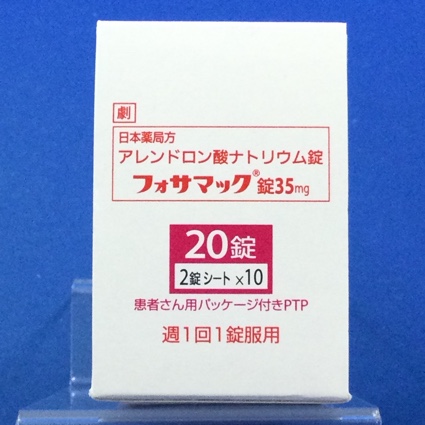 劇
日本薬局方
アレンドロン酸ナトリウム錠
フォサマック®錠35mg
20錠
2錠シート×10
患者さん用パッケージ付きPTP
週1回1錠服用